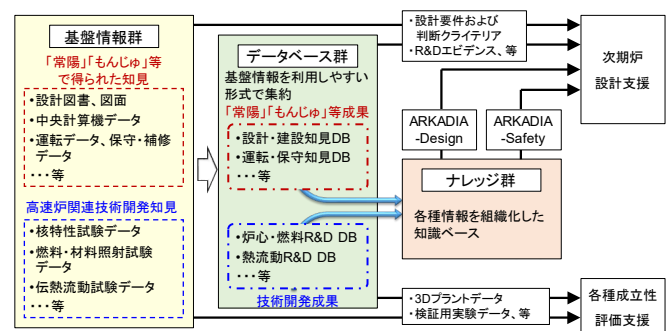 基盤情報群
「常陽」「もんじゅ」等
で得られた知見
・設計図書、図面
・中央計算機データ
・運転データ、保守・補修
データ
・・・等
高速炉関連技術開発知見
・核特性試験データ
・燃料・材料照射試験
データ
・伝熱流動試験データ
・・・等
データベース群
基盤情報を利用しやすい
形式で集約
「常陽」「もんじゅ」等成果
・設計・建設知見DB
・運転・保守知見DB
・・・等
・炉心・燃料R&D DB
・熱流動R&D DB
・・・等
技術開発成果
・設計要件および
判断クライテリア
・R&Dエビデンス、等
ARKADIA
-Design
ARKADIA
-Safety
ナレッジ群
各種情報を組織化した
知識ベース
・3Dプラントデータ
・検証用実験データ、等
次期炉
設計支援
各種成立性
評価支援